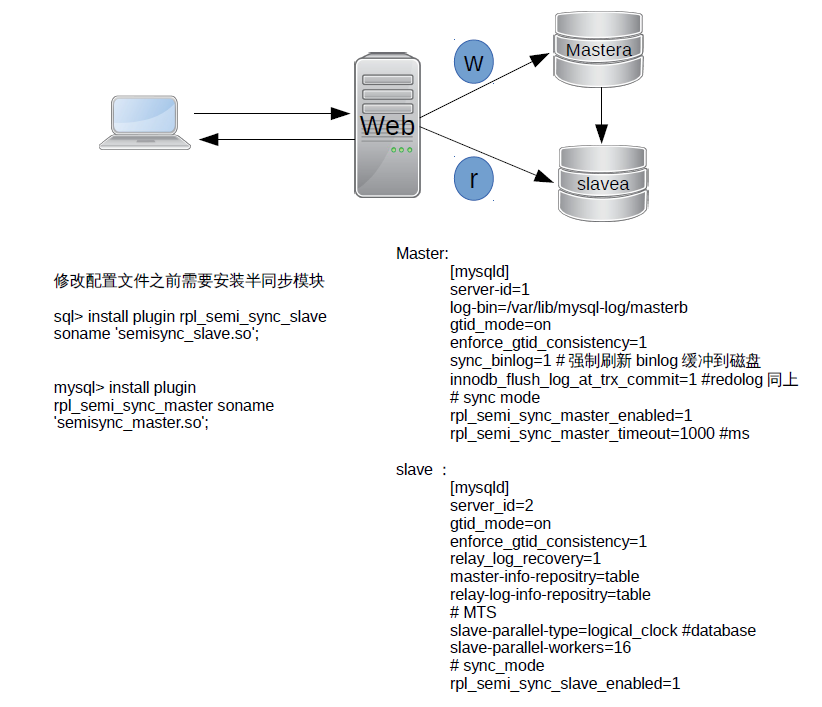 Mastera
w
Web
r
slavea
修改配置文件之前需要安装半同步模块
sql> install plugin rpl_semi_sync_slave
soname 'semisync_slave.so';
mysql> install plugin
rpl_semi_sync_master soname
'semisync_master.so';
Master:
[mysqld]
server-id=1
log-bin=/var/lib/mysql-log/masterb
gtid_mode=on
enforce_gtid_consistency=1
sync_binlog=1 # 强制刷新 binlog 缓冲到磁盘
innodb_flush_log_at_trx_commit=1 #redolog 同上
# sync mode
rpl_semi_sync_master_enabled=1
rpl_semi_sync_master_timeout=1000 #ms
slave :
[mysqld]
server_id=2
gtid_mode=on
enforce_gtid_consistency=1
relay_log_recovery=1
master-info-repositry=table
relay-log-info-repositry=table
# MTS
slave-parallel-type=logical_clock #database
slave-parallel-workers=16
# sync_mode
rpl_semi_sync_slave_enabled=1